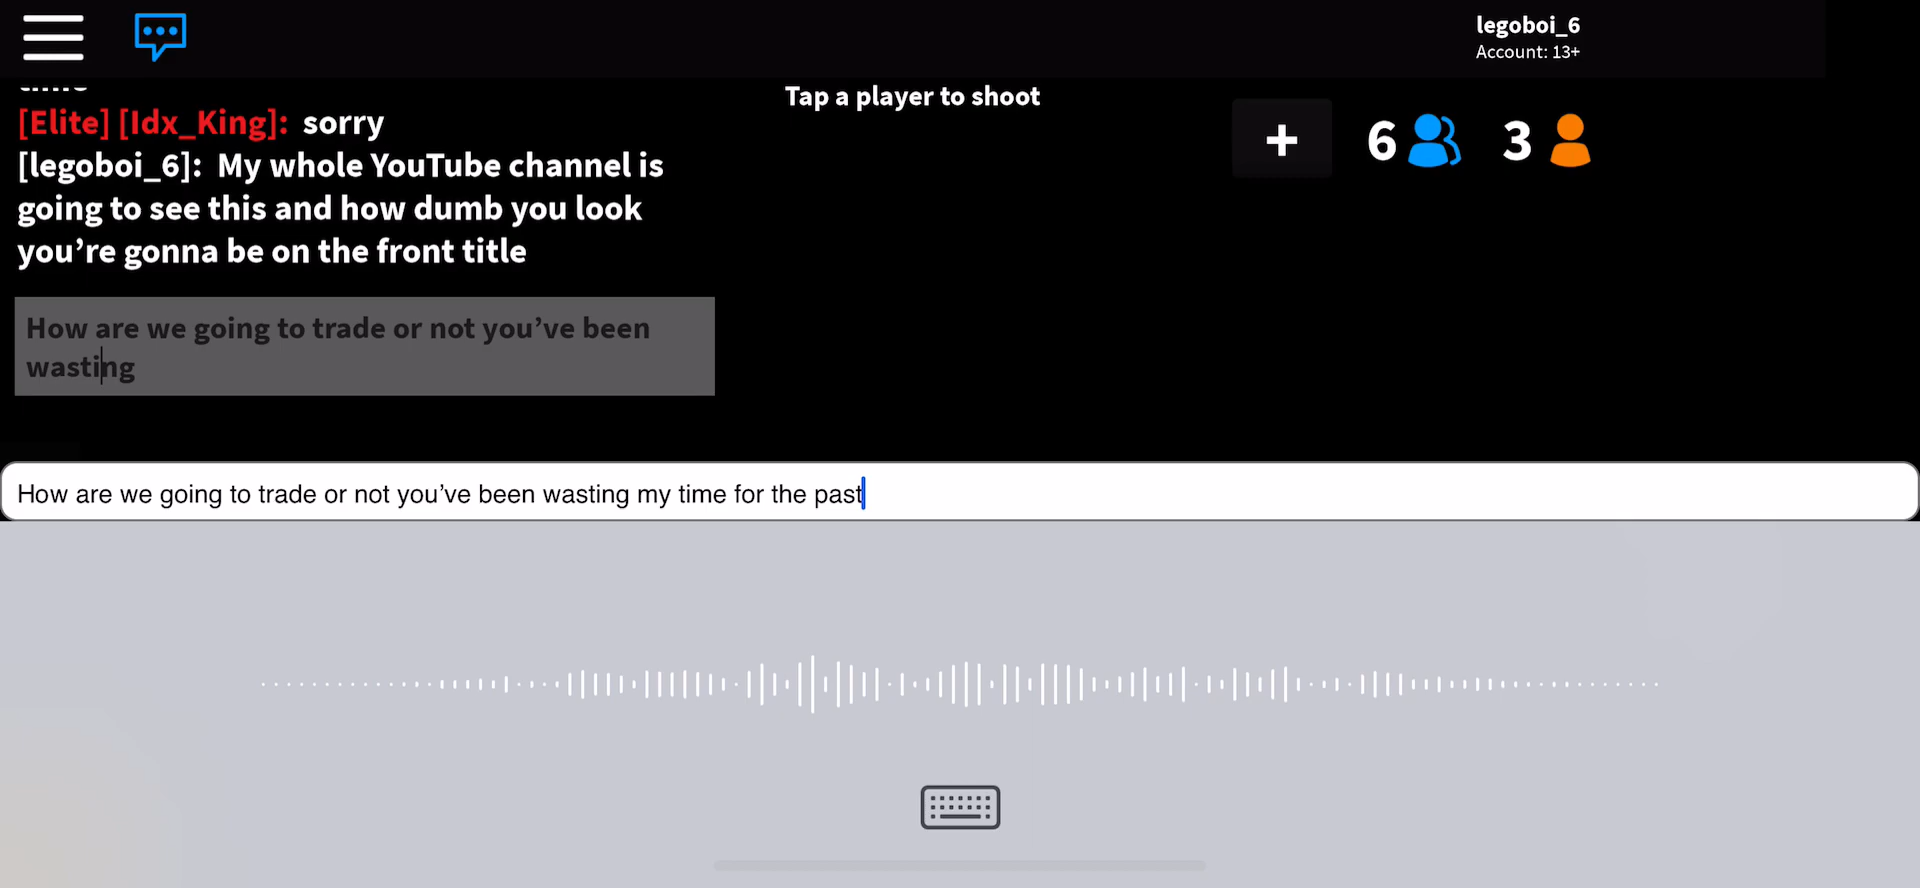 legoboi_6
Account: 13+
Tap a player to shoot
[Elite] [Idx_King]: sorry
[legoboi_6]: My whole YouTube channel is
going to see this and how dumb you look
you’re gonna be on the front title
6
3
How are we going to trade or not you’ve been
wasting
How are we going to trade or not you’ve been wasting my time for the past